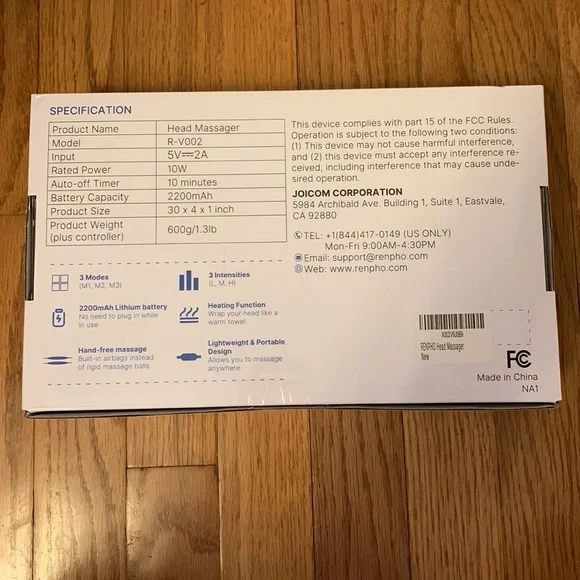 SPECIFICATION
Product Name Head Massager
Model R-V002
Input 5V⎓2A
Rated Power 10W
Auto-off Timer 10 minutes
Battery Capacity 2200mAh
Product Size 30 x 4 x 1 inch
Product Weight
(plus controller) 600g/1.3lb
3 Modes
(M1, M2, M3)
3 Intensities
(L, M, H)
2200mAh Lithium battery
No need to plug in while
in use
Heating Function
Wrap your head like a
warm towel
Hand-free massage
Built-in airbags instead
of rigid massage balls
Lightweight & Portable
Design
Allows you to massage
anywhere
This device complies with part 15 of the FCC Rules.
Operation is subject to the following two conditions:
(1) This device may not cause harmful interference,
and (2) this device must accept any interference re-
ceived, including interference that may cause unde-
sired operation.
JOICOM CORPORATION
5984 Archibald Ave. Building 1, Suite 1, Eastvale,
CA 92880
TEL: +1(844)417-0149 (US ONLY)
Mon-Fri 9:00AM-4:30PM
Email: support@renpho.com
Web: www.renpho.com
RENPHO Head Massager
New
FC
Made in China
NA1